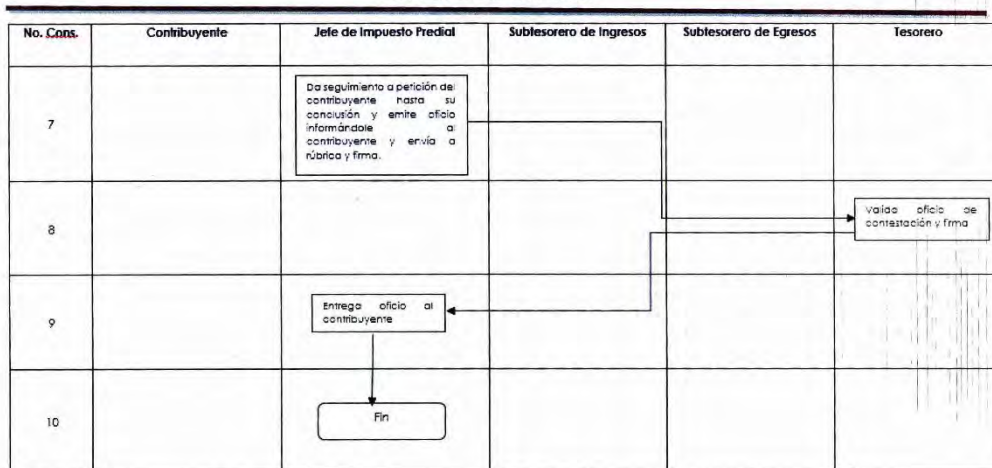 No. Cons. Contribuyente Jefe de Impuesto Predial Subtesorero de Ingresos Subtesorero de Egresos Tesorero
7
Da seguimiento a petición del
contribuyente hasta su
conclusión y emite oficio
informándole al
contribuyente y envía a
rúbrica y firma.
8
Valida oficio de
contestación y firma
9
Entrega oficio al
contribuyente
10
Fin